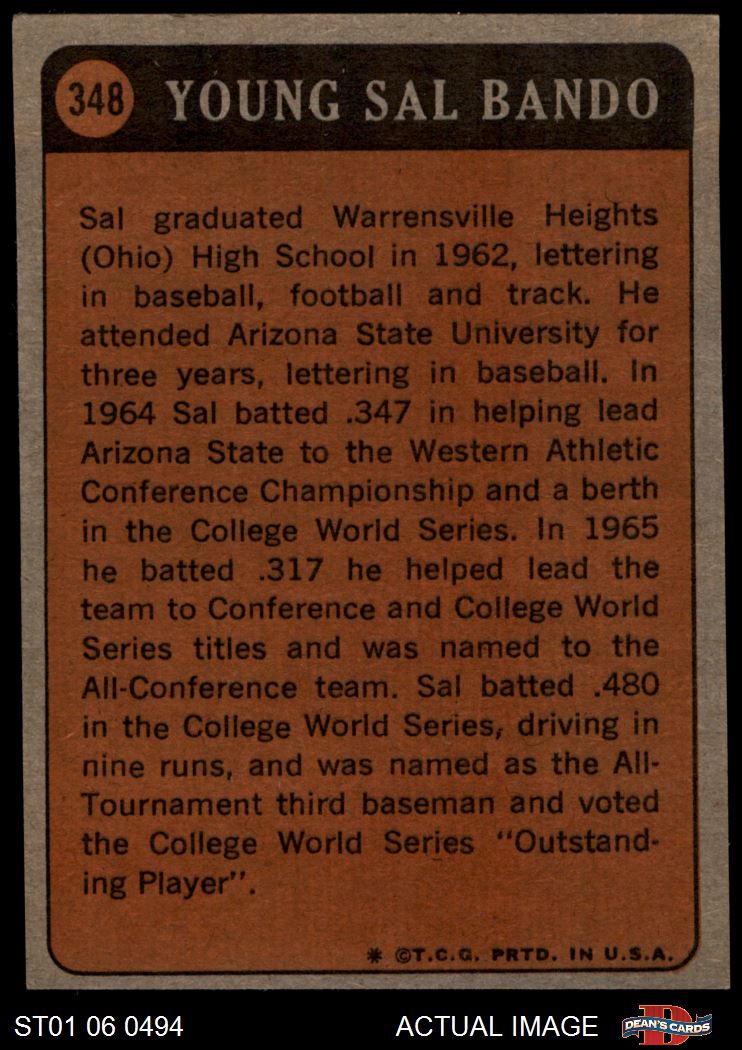 348 YOUNG SAL BANDO
Sal graduated Warrensville Heights
(Ohio) High School in 1962, lettering
in baseball, football and track. He
attended Arizona State University for
three years, lettering in baseball. In
1964 Sal batted .347 in helping lead
Arizona State to the Western Athletic
Conference Championship and a berth
in the College World Series. In 1965
he batted .317 he helped lead the
team to Conference and College World
Series titles and was named to the
All-Conference team. Sal batted .480
in the College World Series, driving in
nine runs, and was named as the All-
Tournament third baseman and voted
the College World Series "Outstand-
ing Player".
* ©T.C.G. PRTD. IN U.S.A.
ST01 06 0494 ACTUAL IMAGE D DEAN'S CARDS